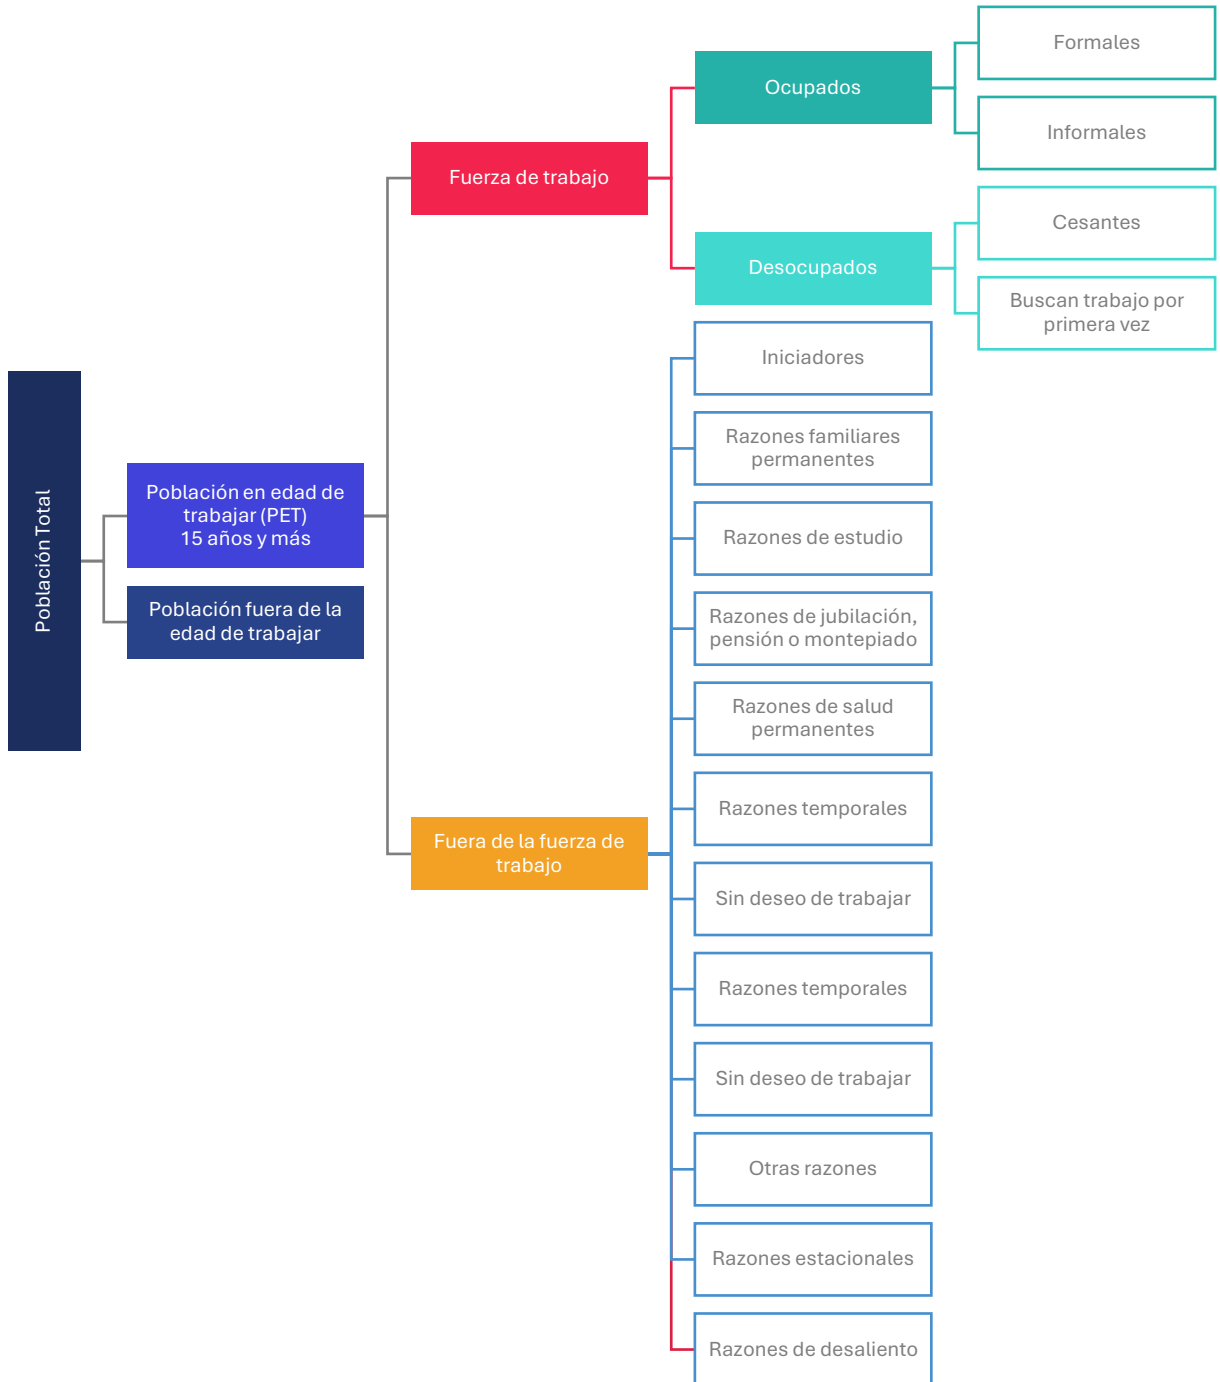 Formales
Ocupados
Informales
Fuerza de trabajo
Cesantes
Desocupados
Buscan trabajo por
primera vez
Iniciadores
Razones familiares
permanentes
Población Total
Población en edad de
trabajar (PET)
15 años y más
Razones de estudio
Población fuera de la
edad de trabajar
Razones de jubilación,
pensión o montepiado
Razones de salud
permanentes
Razones temporales
Fuera de la fuerza de
trabajo
Sin deseo de trabajar
Razones temporales
Sin deseo de trabajar
Otras razones
Razones estacionales
Razones de desaliento